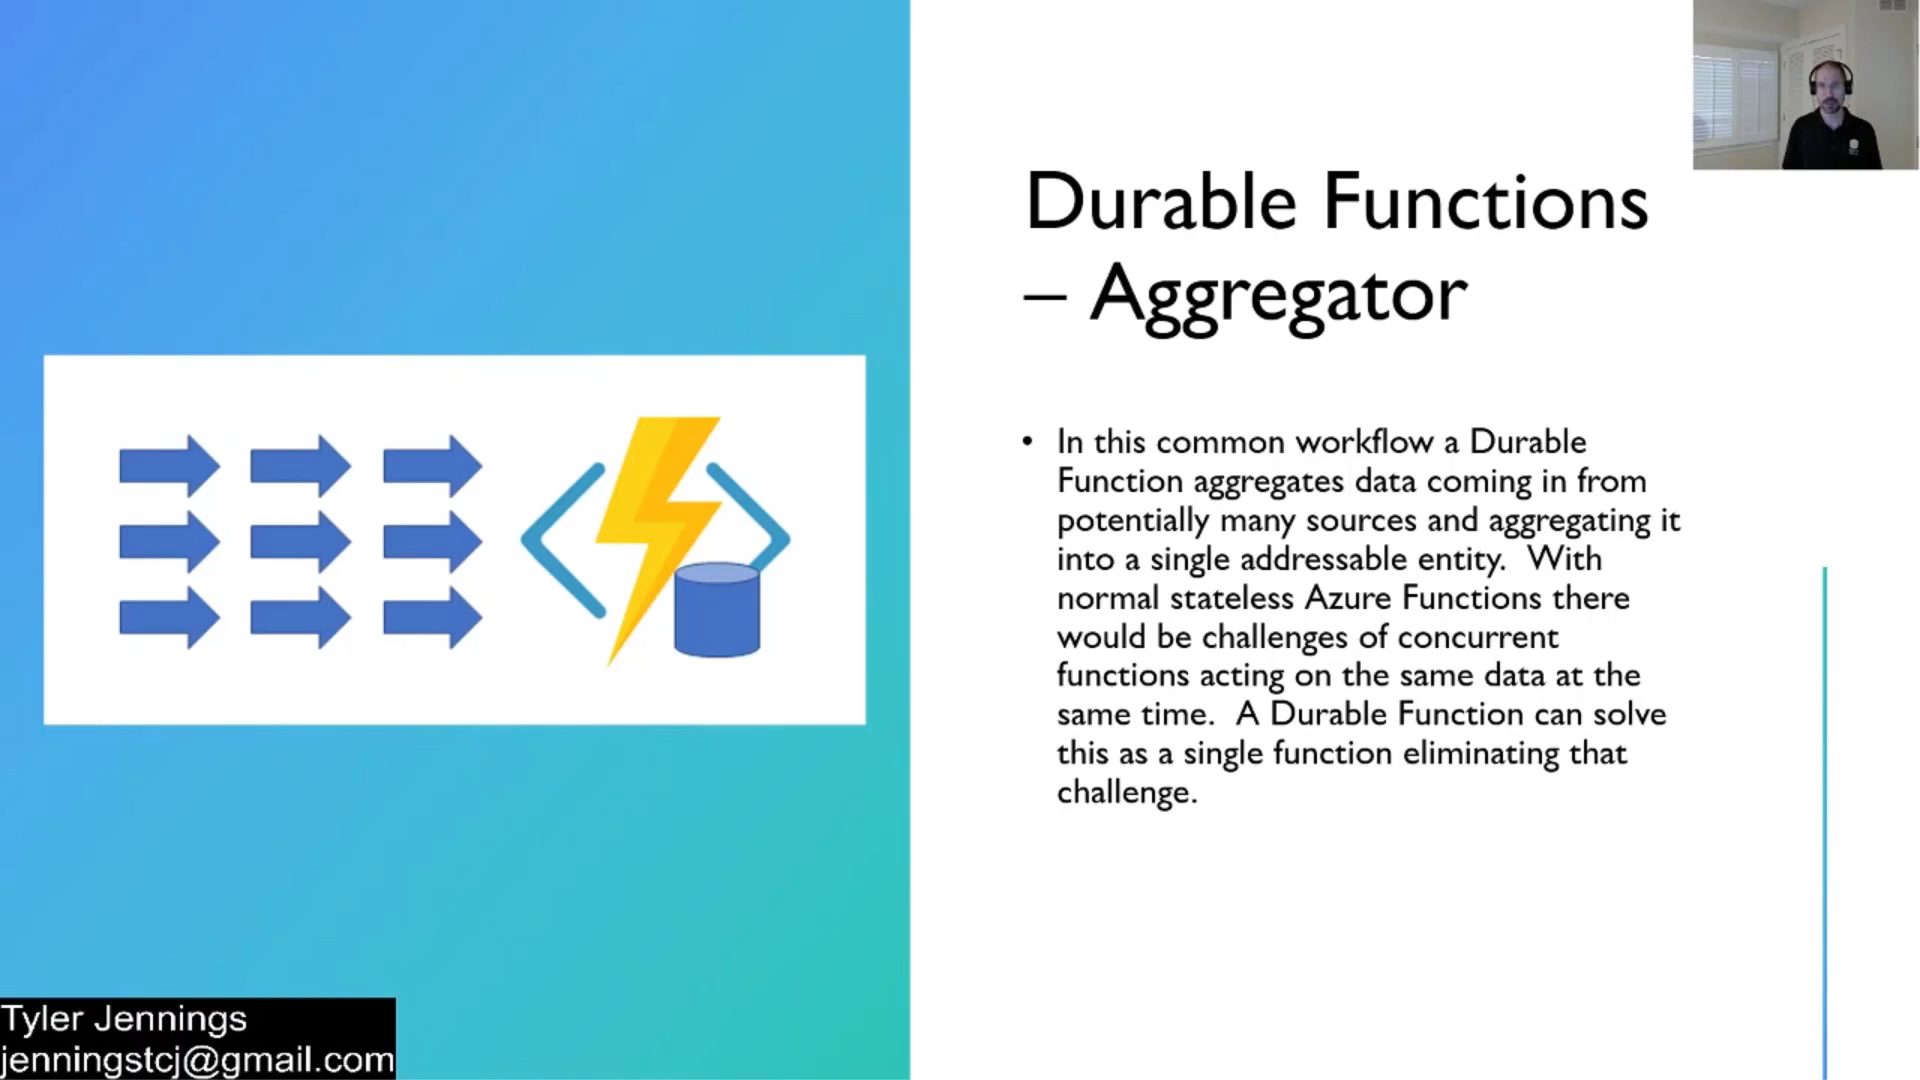 Durable Functions
– Aggregator
• In this common workflow a Durable
Function aggregates data coming in from
potentially many sources and aggregating it
into a single addressable entity.  With
normal stateless Azure Functions there
would be challenges of concurrent
functions acting on the same data at the
same time.  A Durable Function can solve
this as a single function eliminating that
challenge.
Tyler Jennings
jenningstcj@gmail.com